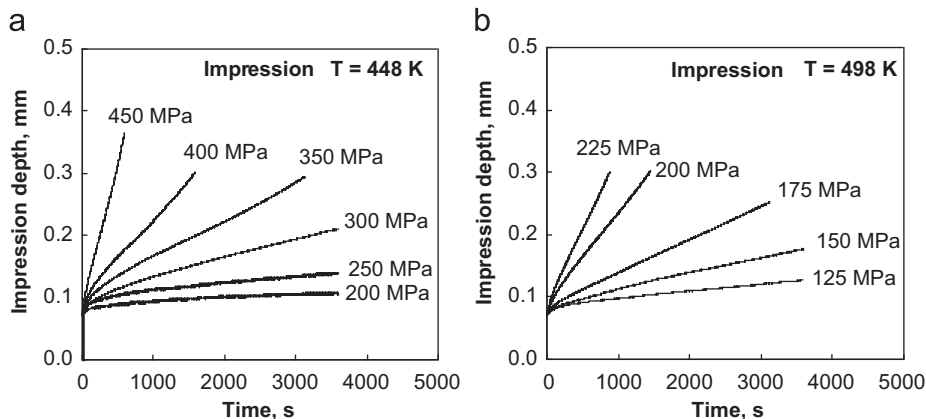 a
Impression depth, mm
0.5
0.4
0.3
0.2
0.1
0.0
Impression T = 448 K
450 MPa
400 MPa
350 MPa
300 MPa
250 MPa
200 MPa
0 1000 2000 3000 4000 5000
Time, s
b
Impression depth, mm
0.5
0.4
0.3
0.2
0.1
0.0
Impression T = 498 K
225 MPa
200 MPa
175 MPa
150 MPa
125 MPa
0 1000 2000 3000 4000 5000
Time, s